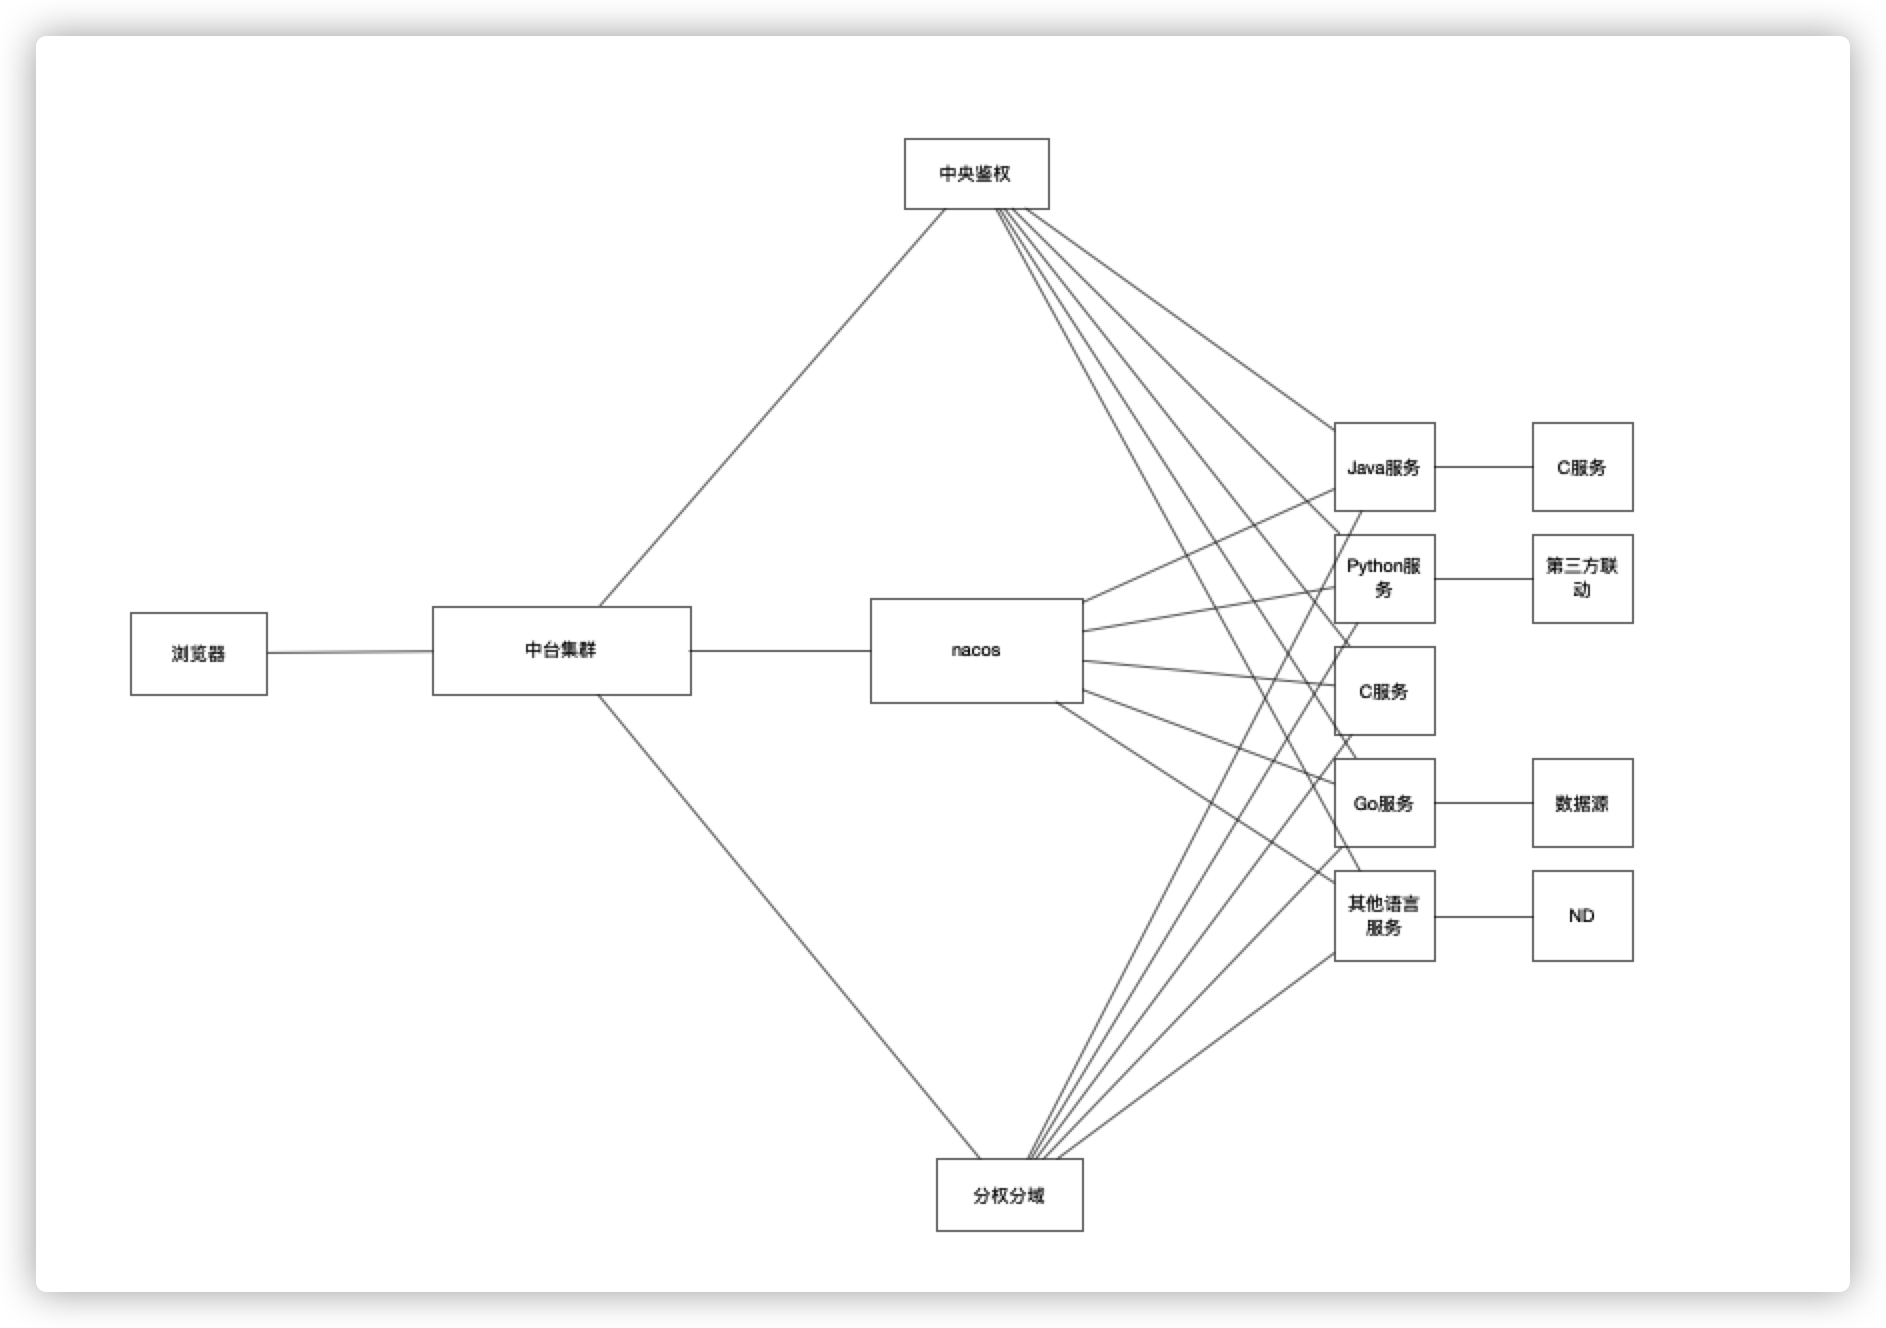 中央鉴权
Java服务
C服务
Python服
务
第三方联
动
浏览器
中台集群
nacos
C服务
Go服务
数据源
其他语言
服务
ND
分权分域